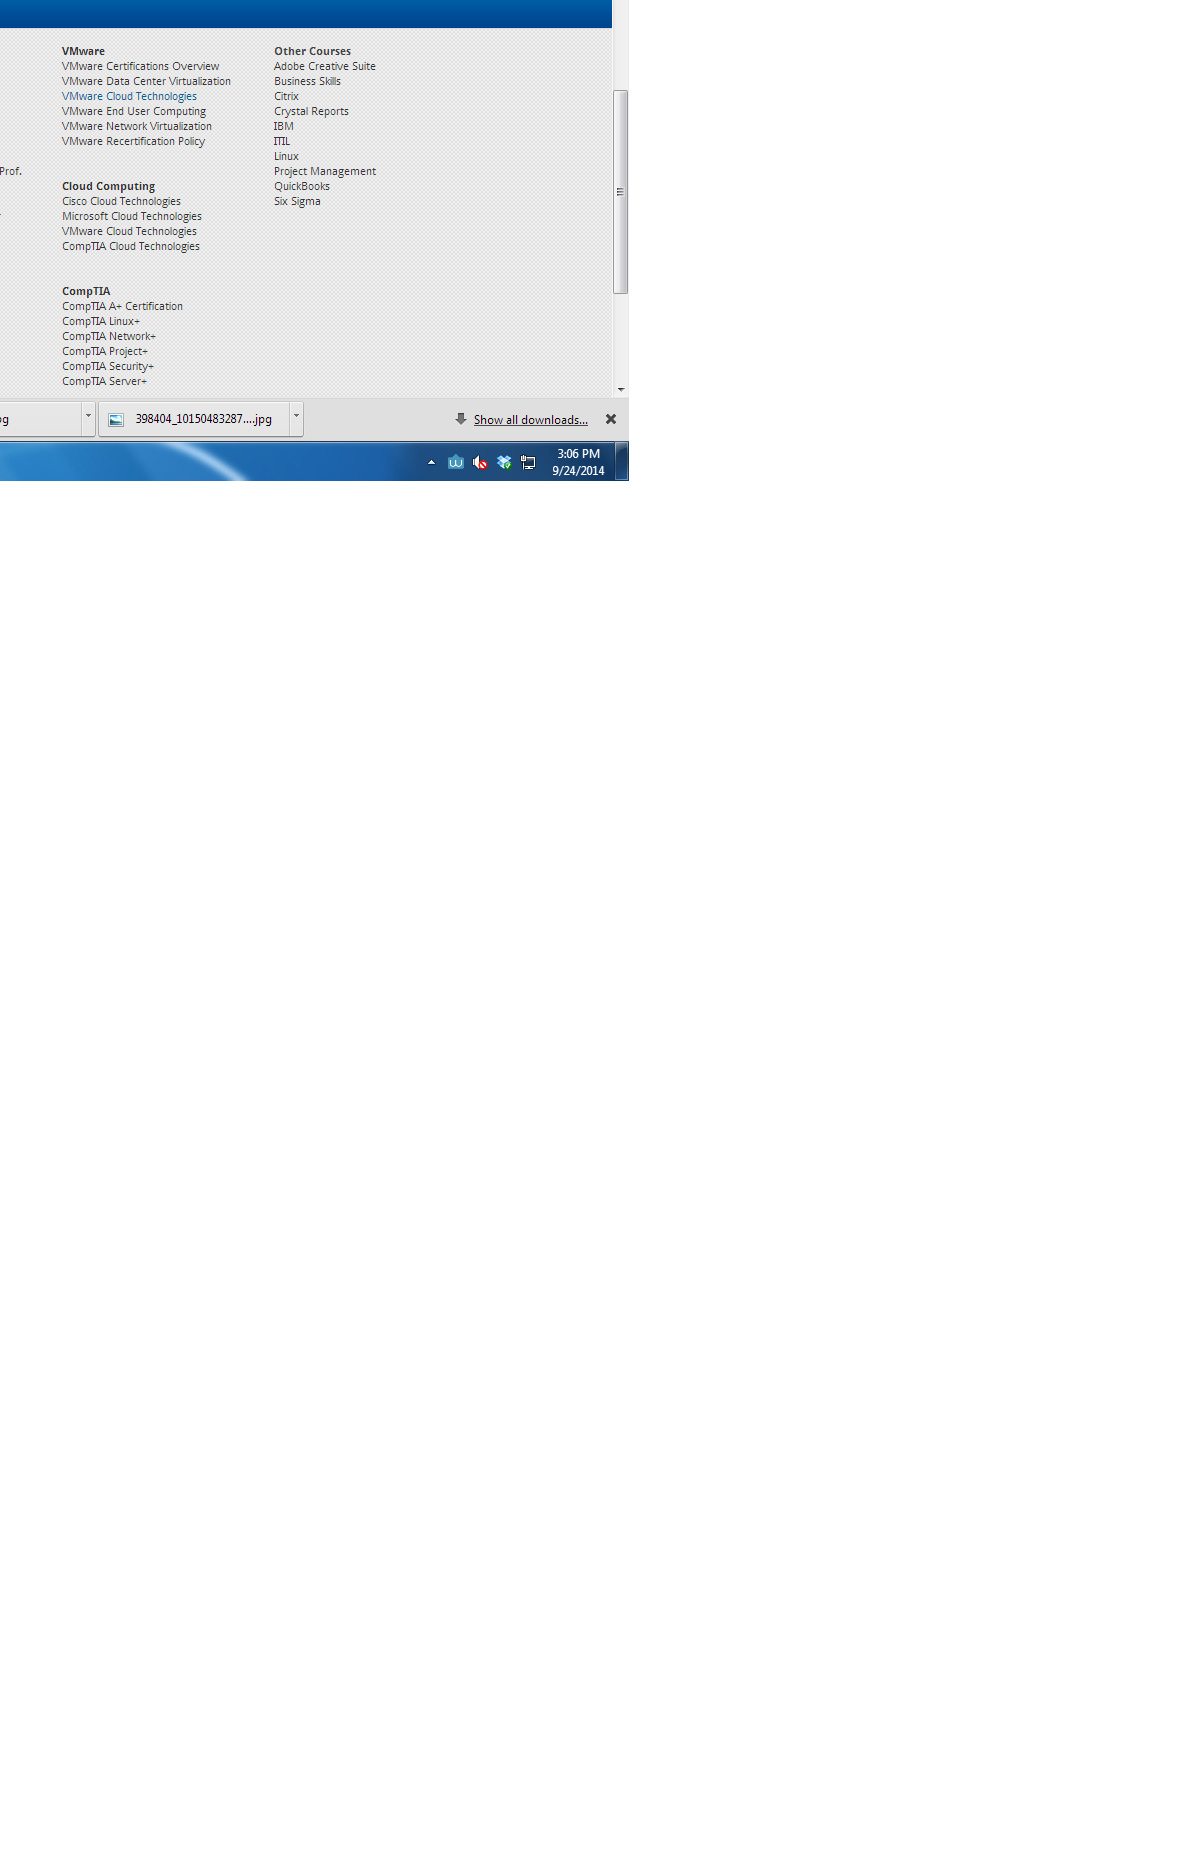 VMware
VMware Certifications Overview
VMware Data Center Virtualization
VMware Cloud Technologies
VMware End User Computing
VMware Network Virtualization
VMware Recertification Policy
Prof.
Cloud Computing
Cisco Cloud Technologies
Microsoft Cloud Technologies
VMware Cloud Technologies
CompTIA Cloud Technologies
CompTIA
CompTIA A+ Certification
CompTIA Linux+
CompTIA Network+
CompTIA Project+
CompTIA Security+
CompTIA Server+
Other Courses
Adobe Creative Suite
Business Skills
Citrix
Crystal Reports
IBM
ITIL
Linux
Project Management
QuickBooks
Six Sigma
398404_10150483287....jpg
Show all downloads...
3:06 PM
9/24/2014